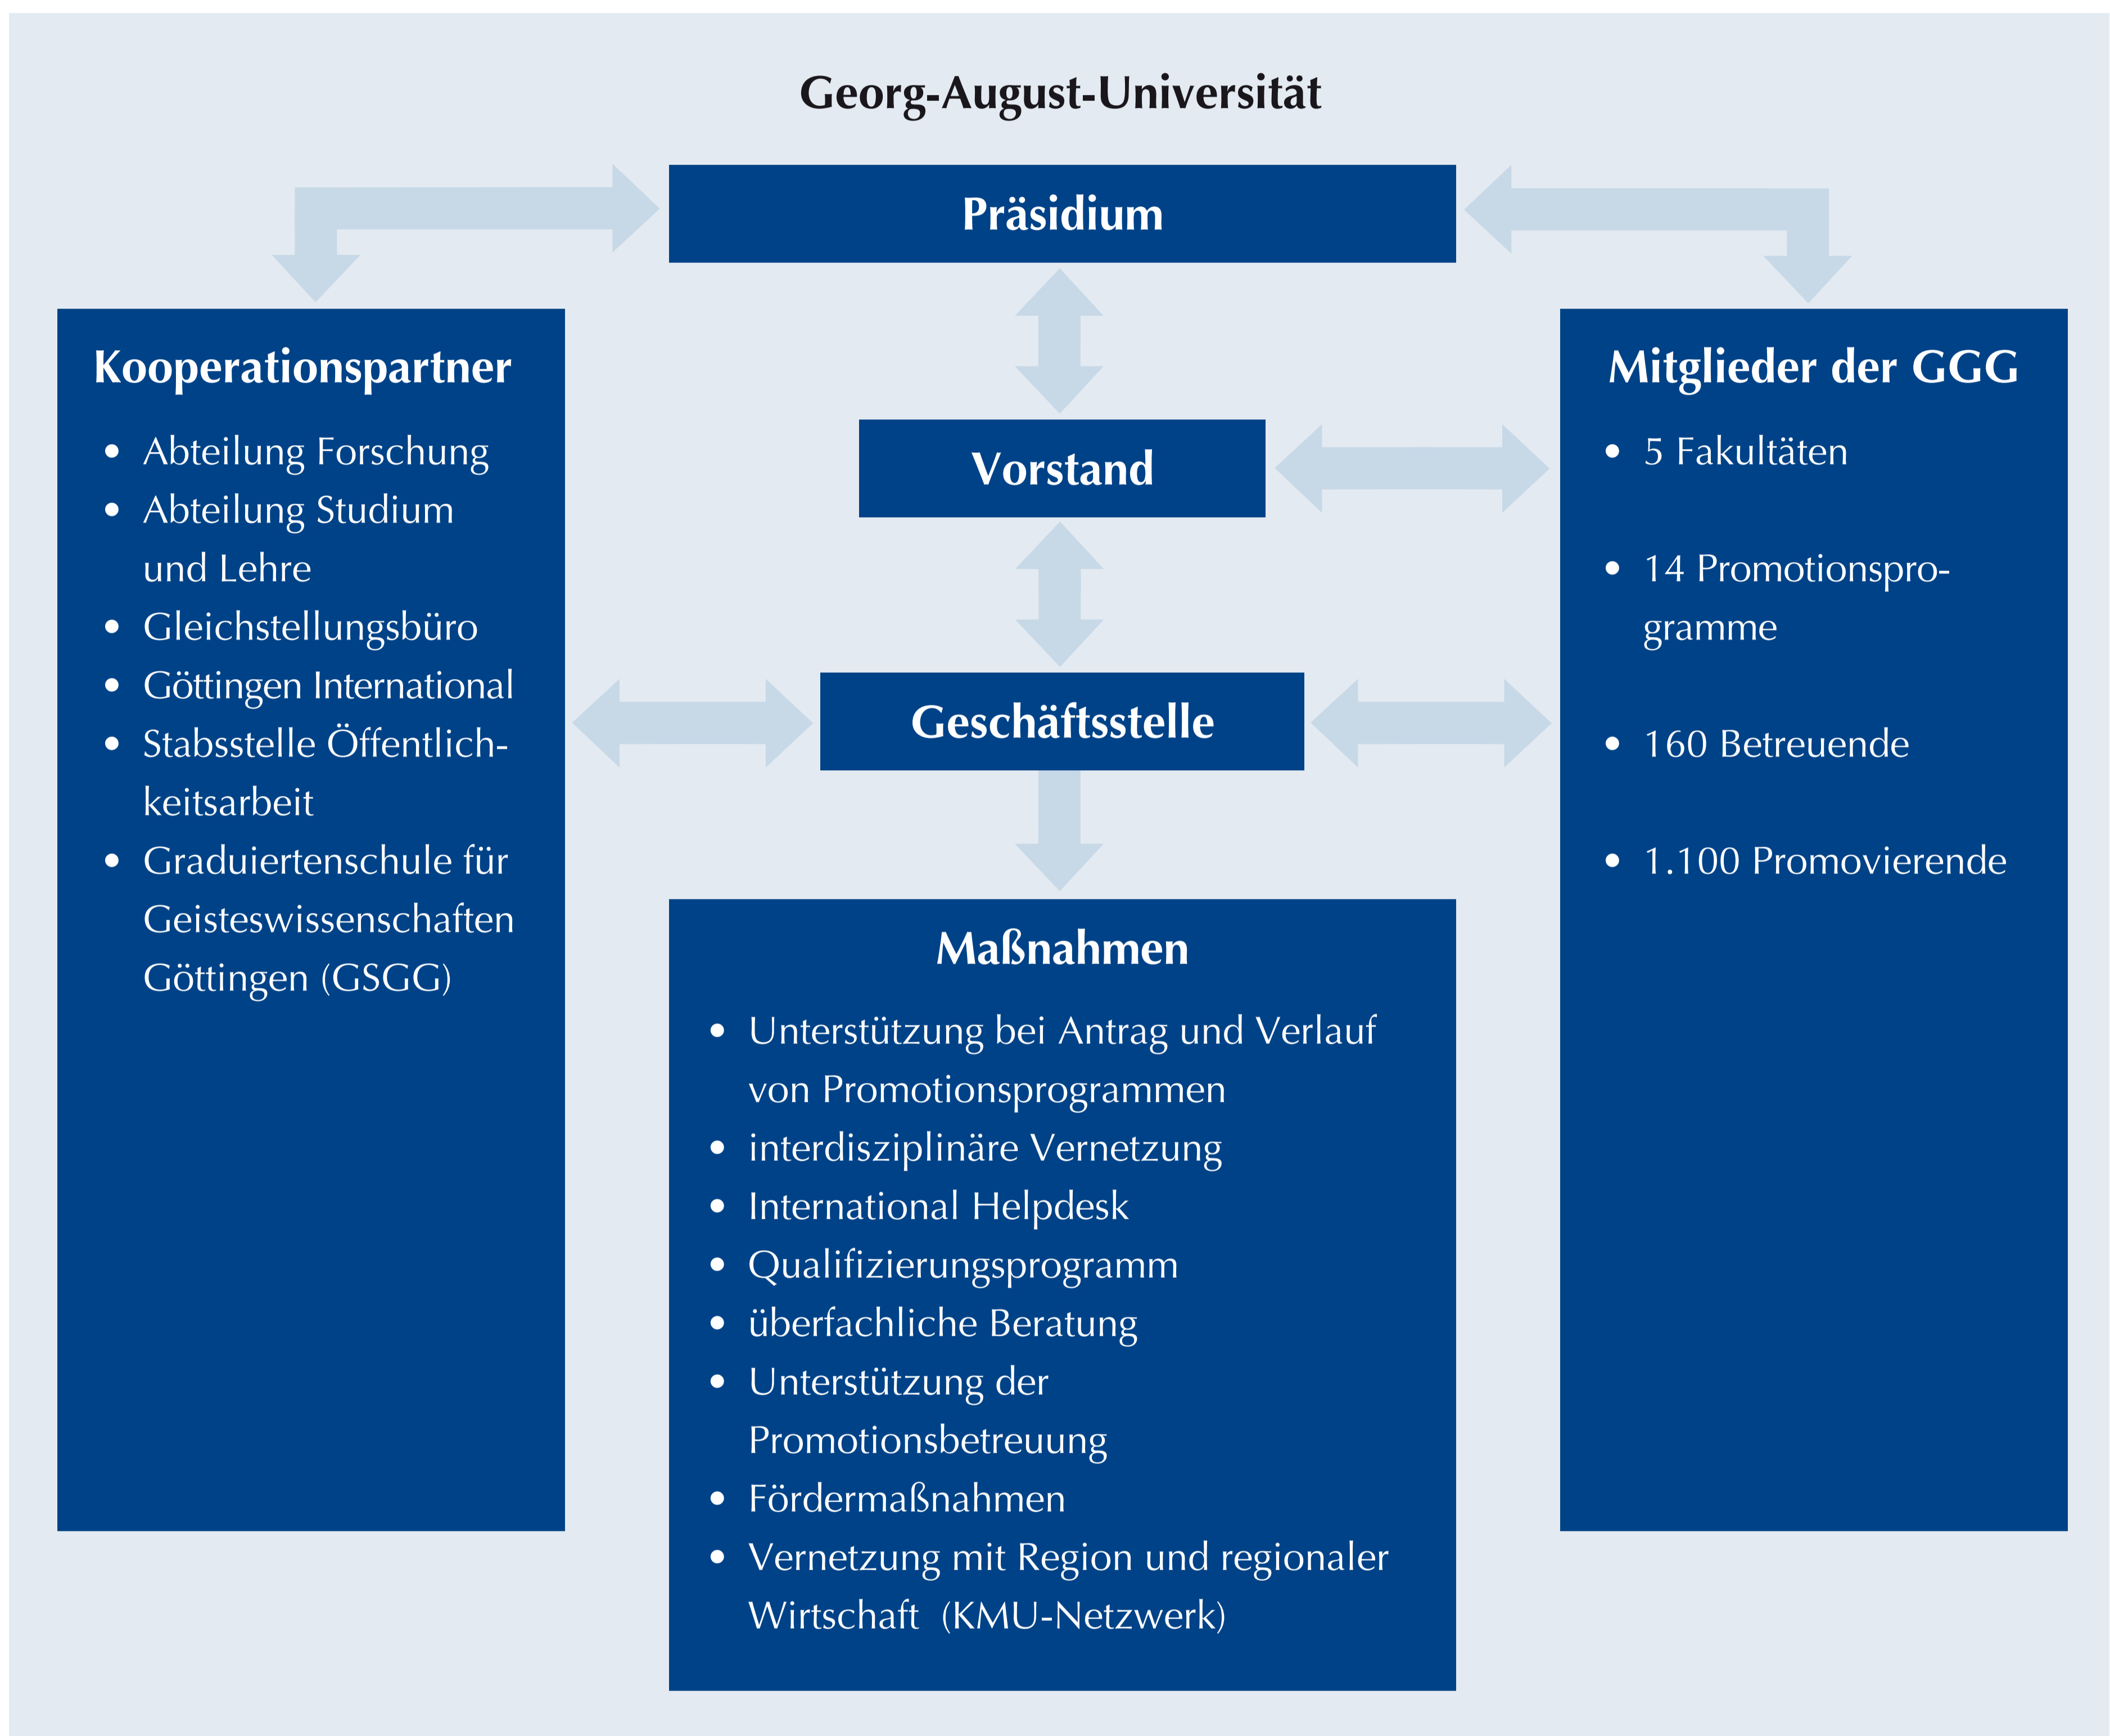 Georg-August-Universität
Präsidium
Kooperationspartner
• Abteilung Forschung
• Abteilung Studium
und Lehre
• Gleichstellungsbüro
• Göttingen International
• Stabsstelle Öffentlich-
keitsarbeit
• Graduiertenschule für
Geisteswissenschaften
Göttingen (GSGG)
Vorstand
Geschäftsstelle
Maßnahmen
• Unterstützung bei Antrag und Verlauf
von Promotionsprogrammen
• interdisziplinäre Vernetzung
• International Helpdesk
• Qualifizierungsprogramm
• überfachliche Beratung
• Unterstützung der
Promotionsbetreuung
• Fördermaßnahmen
• Vernetzung mit Region und regionaler
Wirtschaft (KMU-Netzwerk)
Mitglieder der GGG
• 5 Fakultäten
• 14 Promotionspro-
gramme
• 160 Betreuende
• 1.100 Promovierende